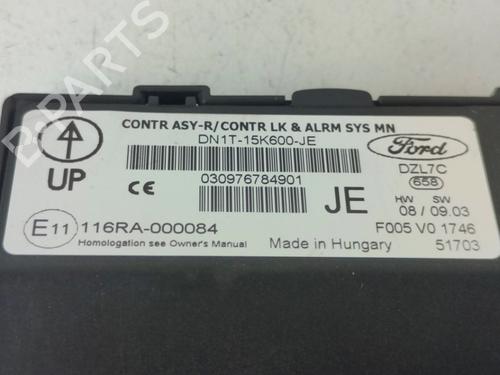 CONTR ASY-R/CONTR LK & ALRM SYS MN
DN1T-15K600-JE
Ford
DZL7C
658
UP
CE
030976784901
JE
HW SW
08 / 09.03
E11 116RA-000084
F005 V0 1746
Homologation see Owner's Manual
Made in Hungary
51703
B-PARTS